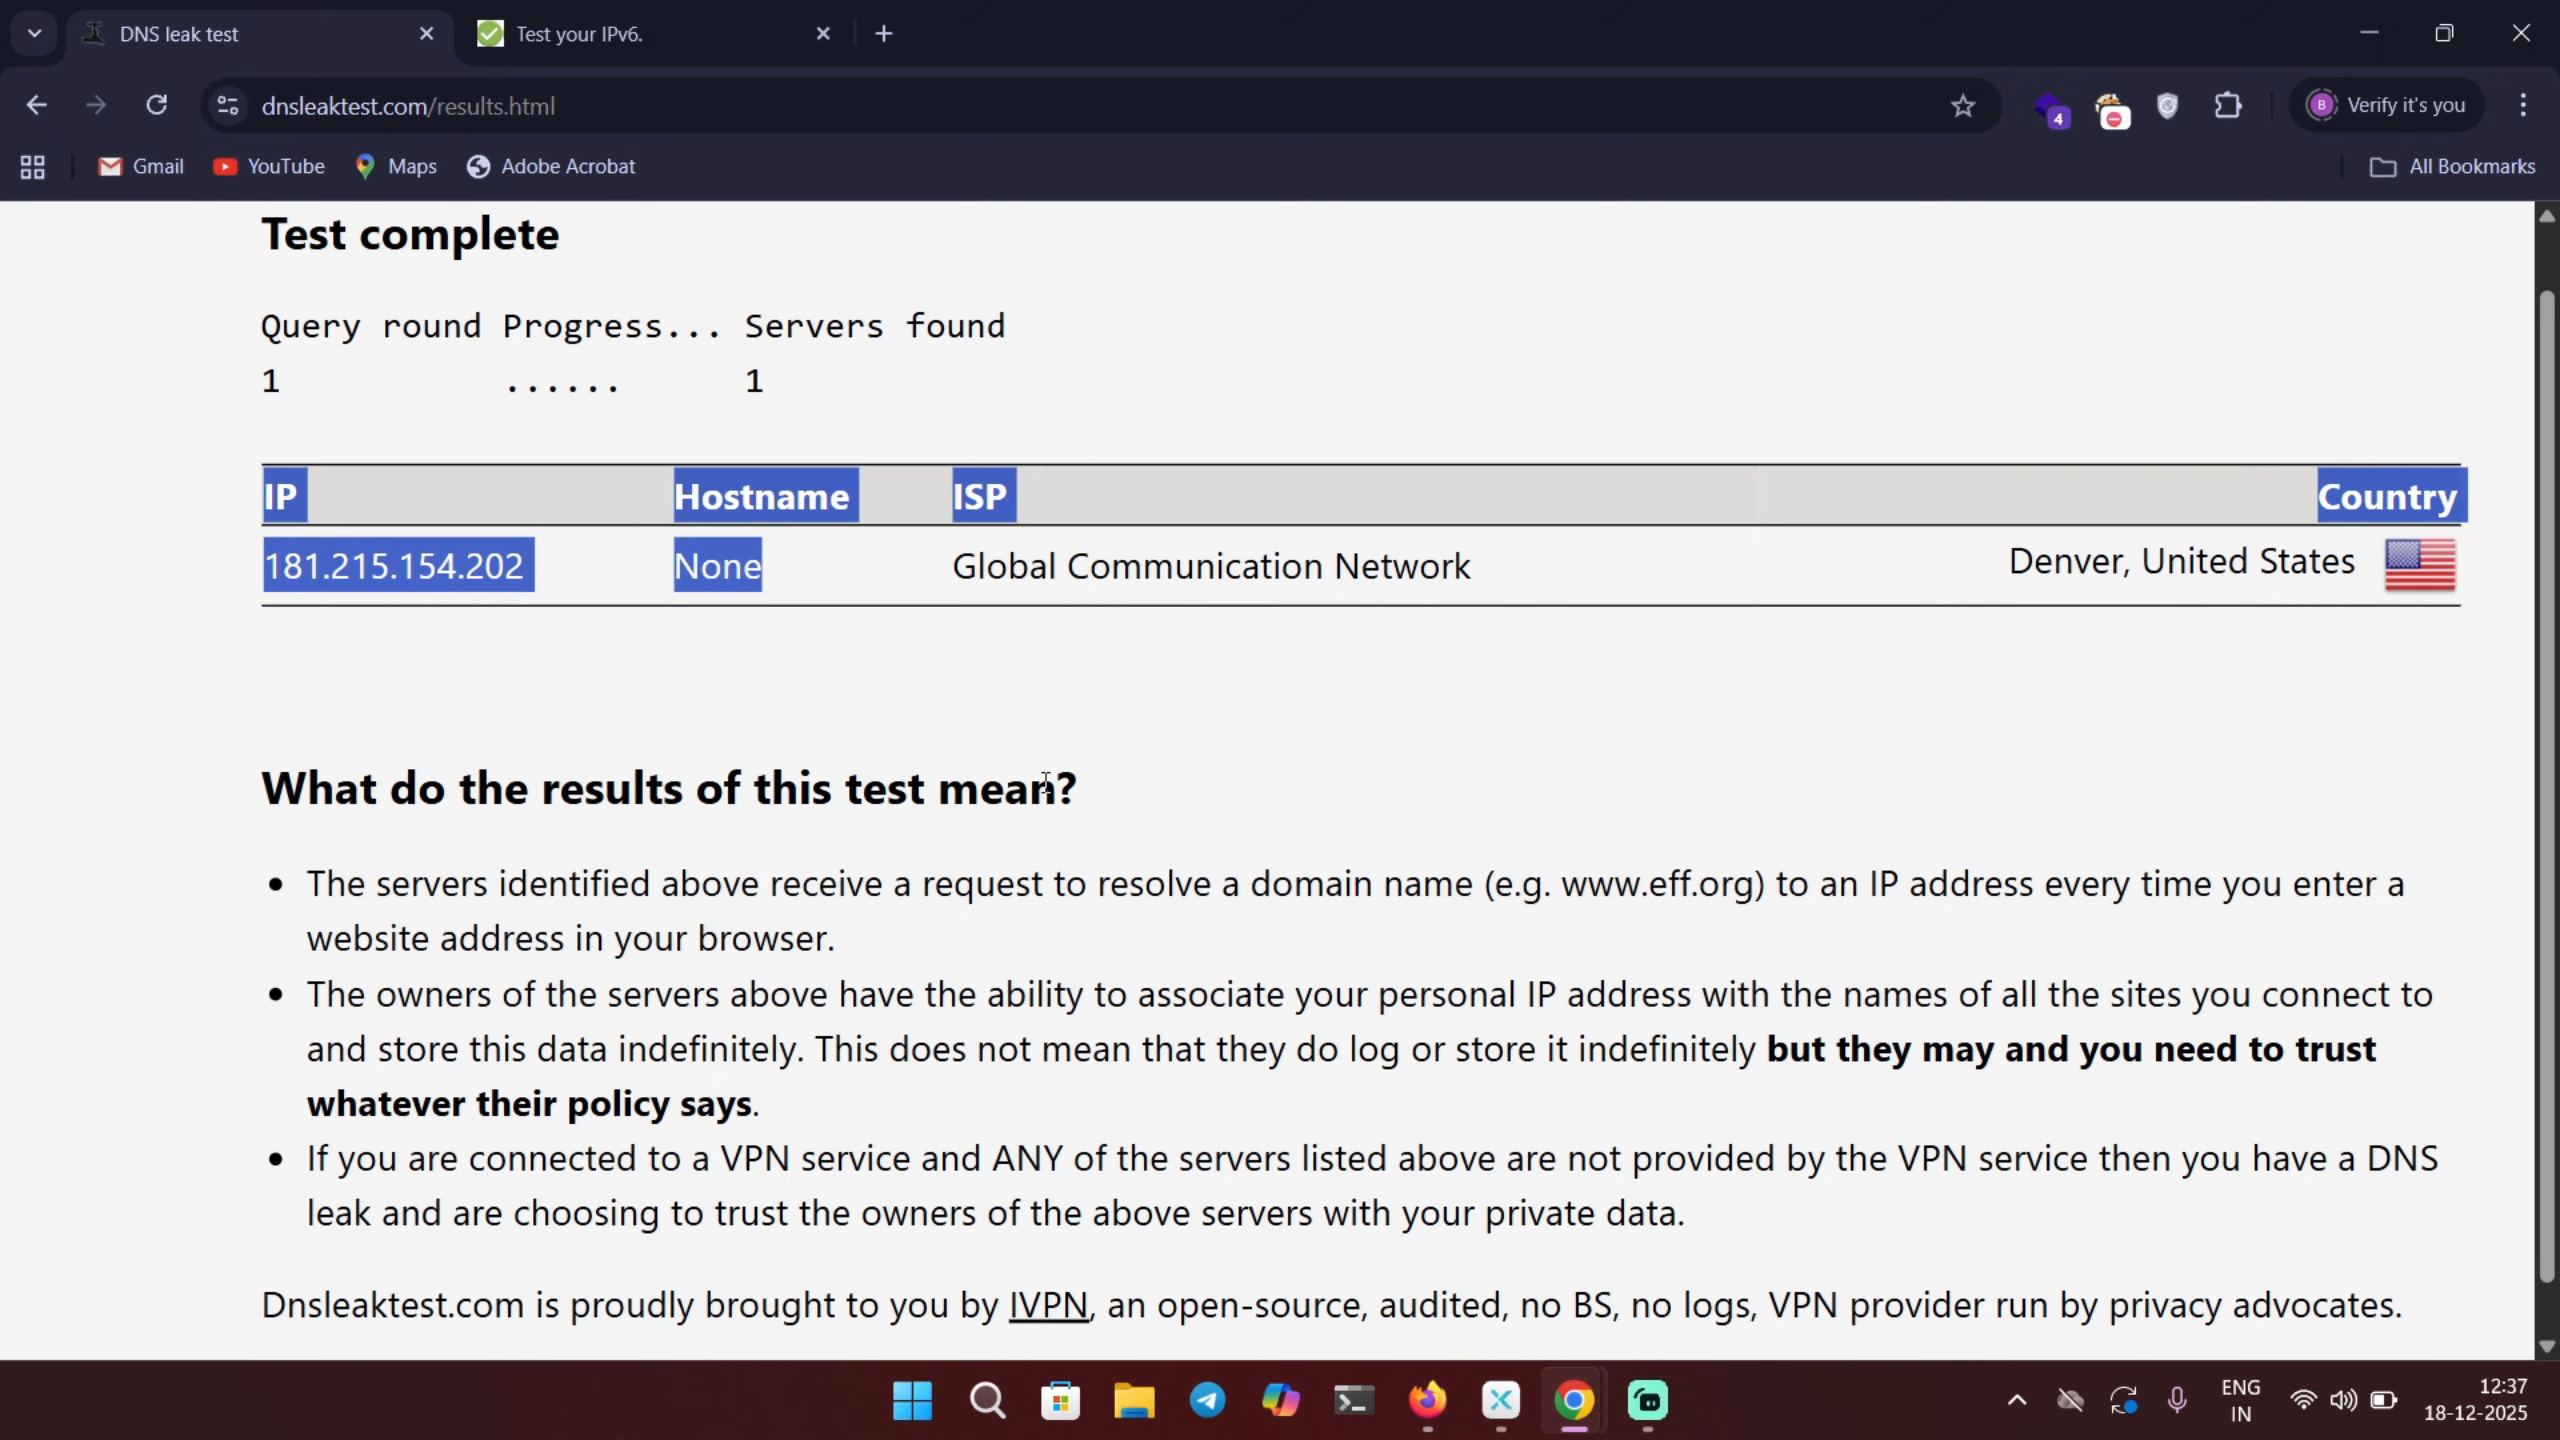 DNS leak test
Test your IPv6.
dnsleaktest.com/results.html
4
B Verify it's you
Gmail YouTube Maps Adobe Acrobat All Bookmarks
Test complete
Query round Progress... Servers found
1 ...... 1
IP Hostname ISP Country
181.215.154.202 None Global Communication Network Denver, United States
What do the results of this test mean?
• The servers identified above receive a request to resolve a domain name (e.g. www.eff.org) to an IP address every time you enter a
website address in your browser.
• The owners of the servers above have the ability to associate your personal IP address with the names of all the sites you connect to
and store this data indefinitely. This does not mean that they do log or store it indefinitely but they may and you need to trust
whatever their policy says.
• If you are connected to a VPN service and ANY of the servers listed above are not provided by the VPN service then you have a DNS
leak and are choosing to trust the owners of the above servers with your private data.
Dnsleaktest.com is proudly brought to you by IVPN, an open-source, audited, no BS, no logs, VPN provider run by privacy advocates.
ENG 12:37
IN 18-12-2025